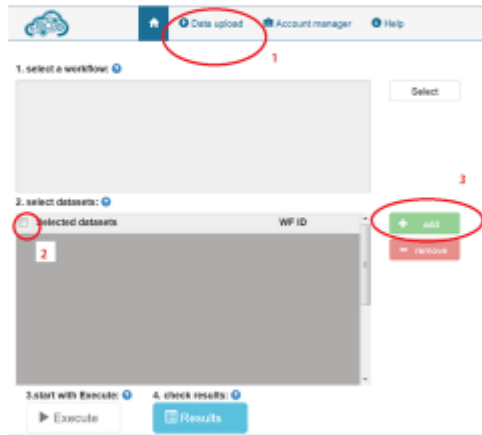 Data upload Account manager Help
1
1. select a workflow:
Select
3
2. select datasets:
Selected datasets WF ID
+ add
2
- remove
3.start with Execute: 4. check results:
Execute Results